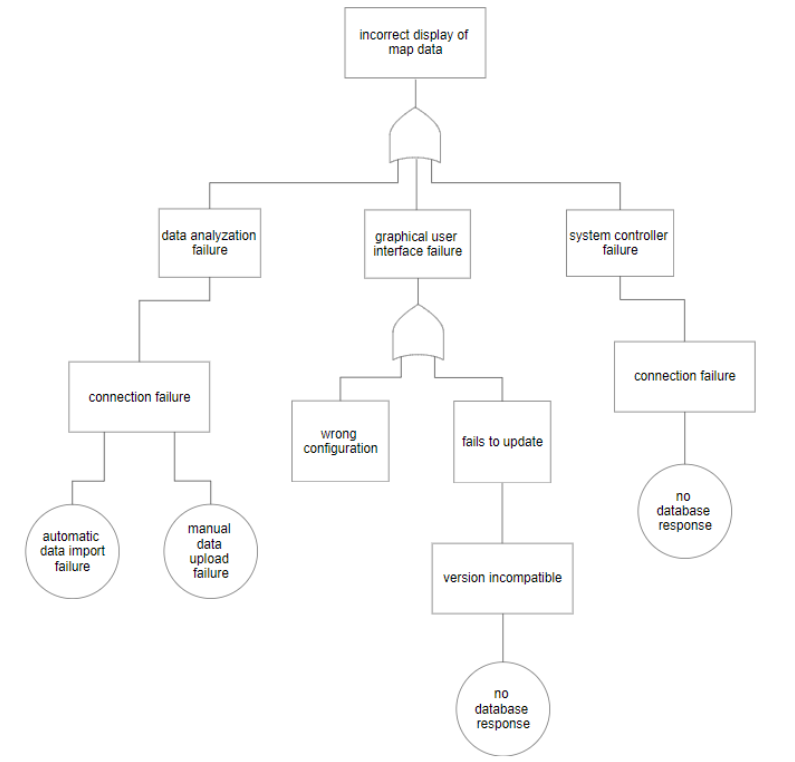 incorrect display of
map data
data analyzation
failure
graphical user
interface failure
system controller
failure
connection failure
wrong
configuration
fails to update
connection failure
automatic
data import
failure
manual
data
upload
failure
version incompatible
no
database
response
no
database
response